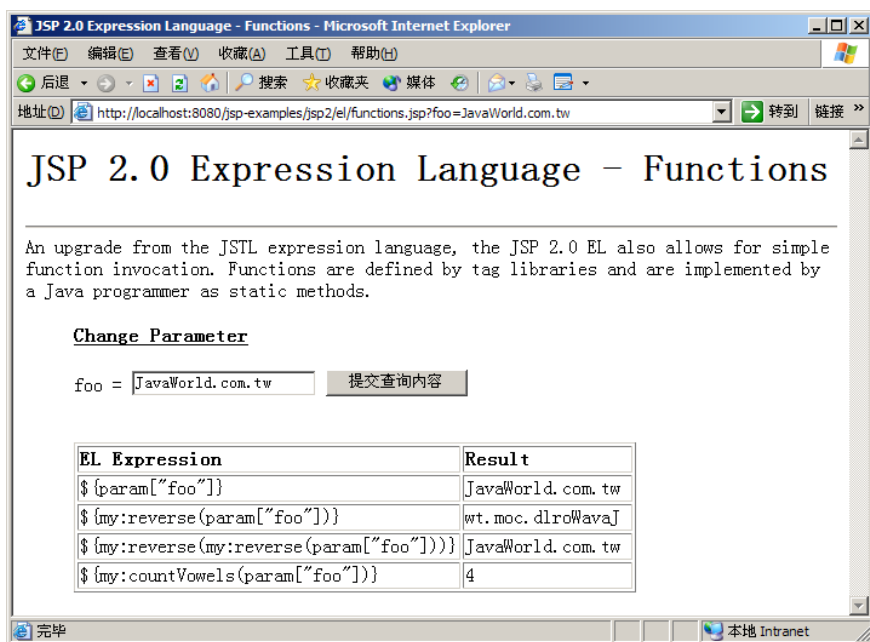 JSP 2.0 Expression Language - Functions - Microsoft Internet Explorer
文件(F) 编辑(E) 查看(V) 收藏(A) 工具(T) 帮助(H)
后退 搜索 收藏夹 媒体
地址(D) http://localhost:8080/jsp-examples/jsp2/el/functions.jsp?foo=JavaWorld.com.tw 转到 链接 »
JSP 2.0 Expression Language - Functions
An upgrade from the JSTL expression language, the JSP 2.0 EL also allows for simple
function invocation. Functions are defined by tag libraries and are implemented by
a Java programmer as static methods.
Change Parameter
foo = JavaWorld.com.tw 提交查询内容
EL Expression Result
${param["foo"]} JavaWorld.com.tw
${my:reverse(param["foo"])} wt.moc.dlroWavaJ
${my:reverse(my:reverse(param["foo"]))} JavaWorld.com.tw
${my:countVowels(param["foo"])} 4
完毕 本地 Intranet